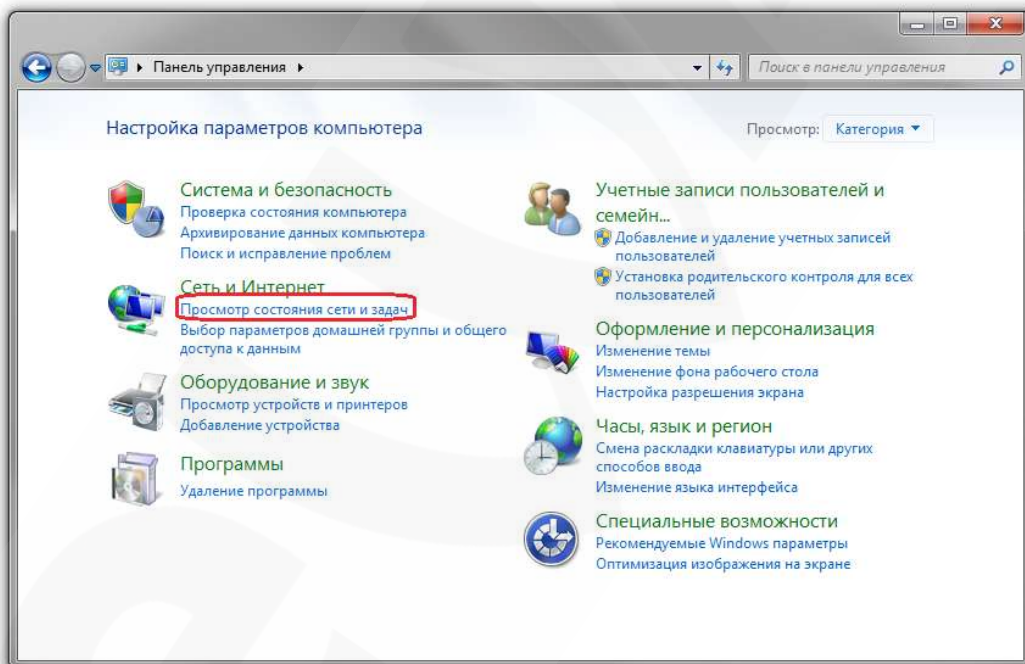 Панель управления
Поиск в панели управления
Настройка параметров компьютера
Просмотр: Категория
Система и безопасность
Проверка состояния компьютера
Архивирование данных компьютера
Поиск и исправление проблем
Сеть и Интернет
Просмотр состояния сети и задач
Выбор параметров домашней группы и общего
доступа к данным
Оборудование и звук
Просмотр устройств и принтеров
Добавление устройства
Программы
Удаление программы
Учетные записи пользователей и
семейн...
Добавление и удаление учетных записей
пользователей
Установка родительского контроля для всех
пользователей
Оформление и персонализация
Изменение темы
Изменение фона рабочего стола
Настройка разрешения экрана
Часы, язык и регион
Смена раскладки клавиатуры или других
способов ввода
Изменение языка интерфейса
Специальные возможности
Рекомендуемые Windows параметры
Оптимизация изображения на экране